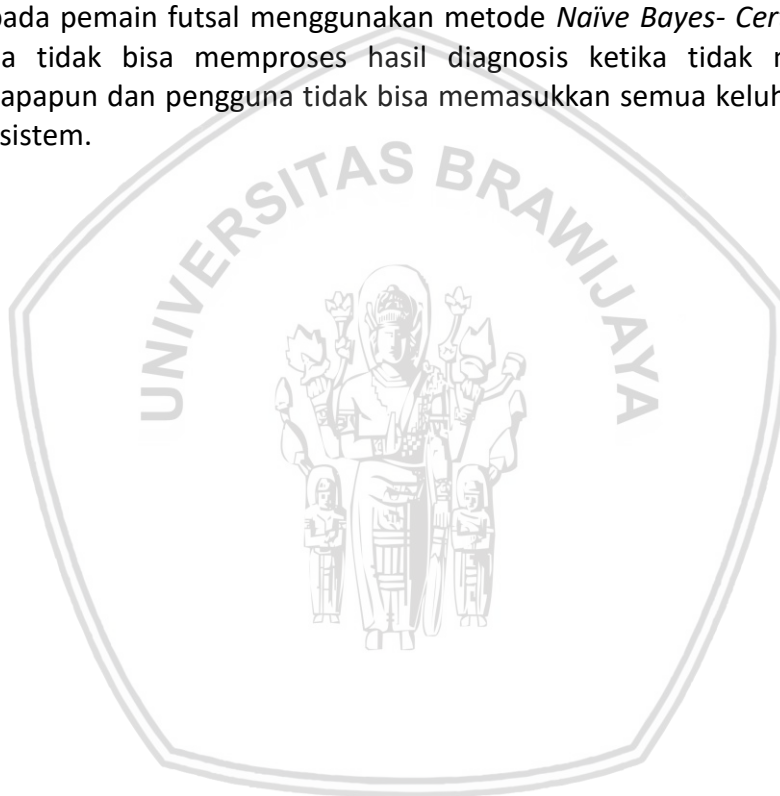 pada pemain futsal menggunakan metode Naïve Bayes- Cer
a tidak bisa memproses hasil diagnosis ketika tidak
apapun dan pengguna tidak bisa memasukkan semua keluh
sistem.
UNIVERSITAS BRAWIJAYA